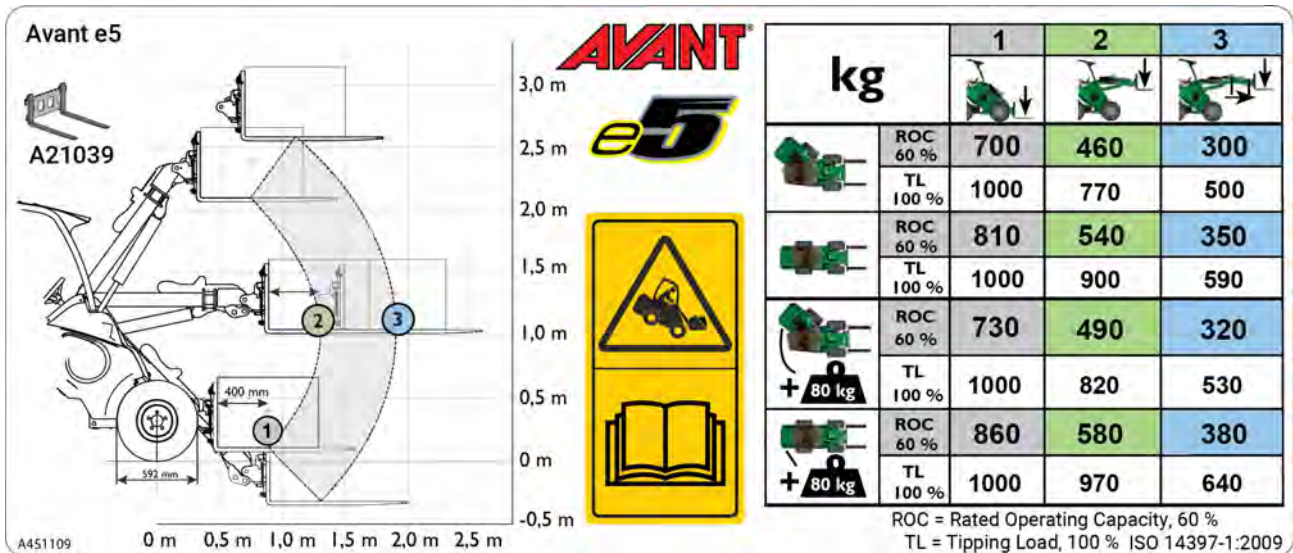 Avant e5
A21039
3,0 m
2,5 m
2,0 m
1,5 m
1,0 m
0,5 m
0 m
-0,5 m
2
3
400 mm
1
592 mm
0 m 0,5 m 1,0 m 1,5 m 2,0 m 2,5 m
A451109
AVANT®
e5
kg 1 2 3
ROC 60 % 700 460 300
TL 100 % 1000 770 500
ROC 60 % 810 540 350
TL 100 % 1000 900 590
ROC 60 % 730 490 320
+ 80 kg TL 100 % 1000 820 530
ROC 60 % 860 580 380
+ 80 kg TL 100 % 1000 970 640
ROC = Rated Operating Capacity, 60 %
TL = Tipping Load, 100 % ISO 14397-1:2009